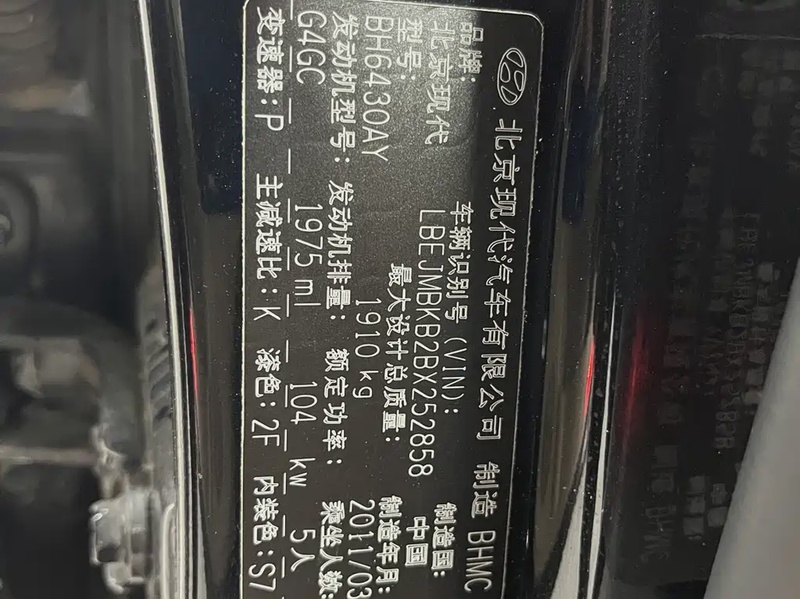 北京现代汽车有限公司 制造 BHMC
品牌: 车辆识别号 (VIN): 制造国:
北京现代 LBEJMBKB2BX252858 中国
型号: 最大设计总质量: 制造年月:
BH6430AY 1910 kg 2011/03
发动机型号: 发动机排量: 额定功率: 乘坐人数:
G4GC 1975 ml 104 kw 5人
变速器: P 主减速比: K 漆色: 2F 内装色: S7